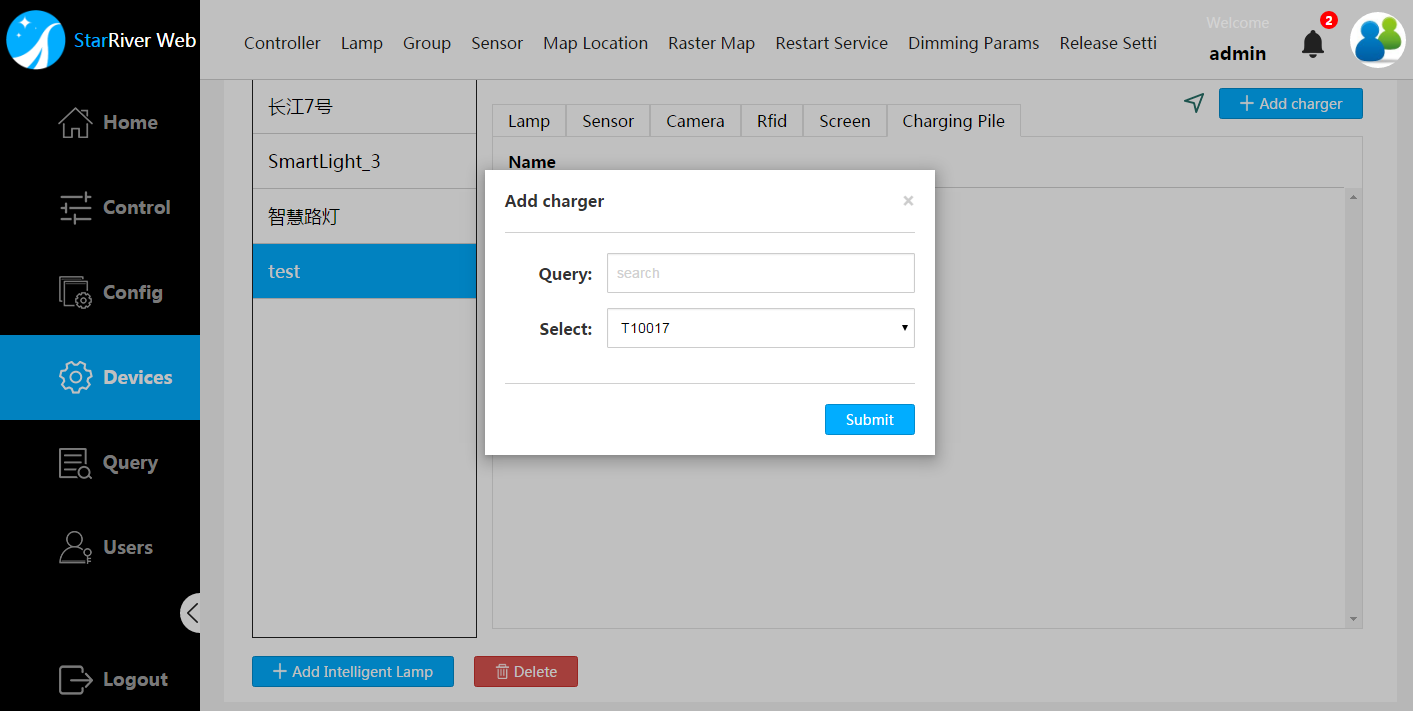 StarRiver Web
Controller Lamp Group Sensor Map Location Raster Map Restart Service Dimming Params Release Setti
Welcome
admin
2
Home
Control
Config
Devices
Query
Users
Logout
长江7号
SmartLight_3
智慧路灯
test
Add charger
Lamp Sensor Camera Rfid Screen Charging Pile
Name
Add charger ×
Query: search
Select: T10017
Submit
Add Intelligent Lamp Delete